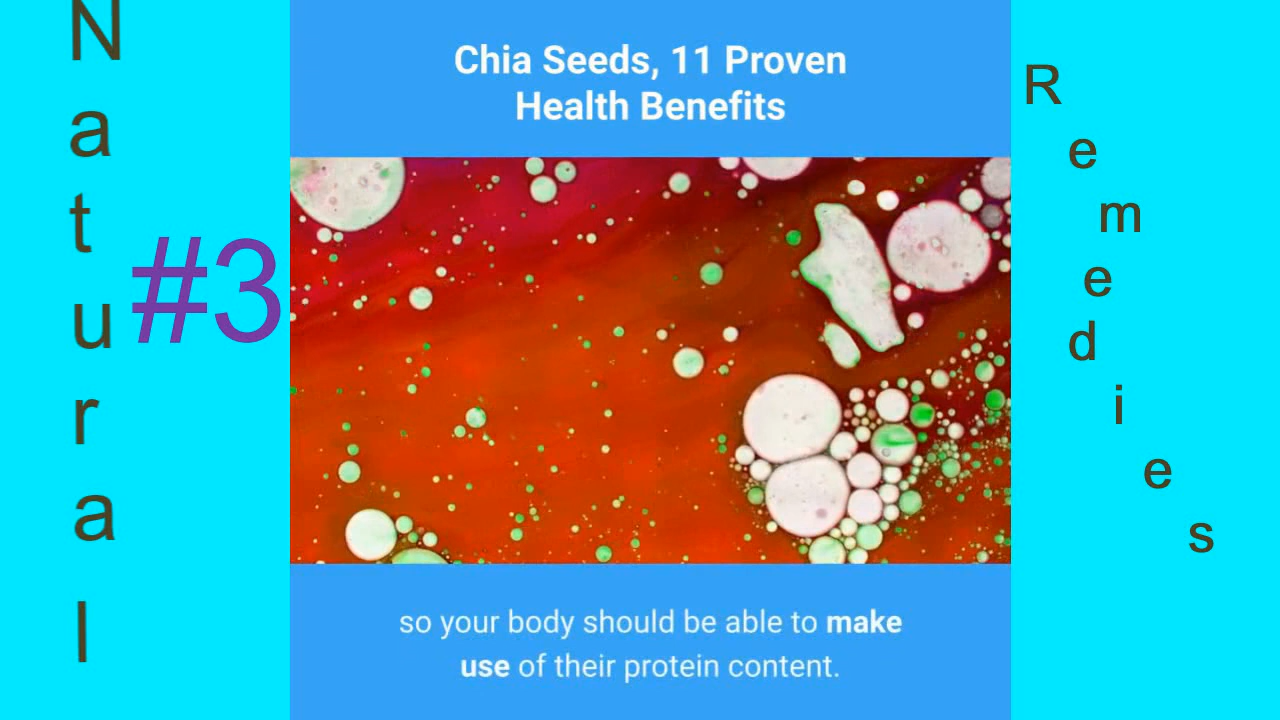 Natural
#3
Chia Seeds, 11 Proven
Health Benefits
so your body should be able to make
use of their protein content.
Remedies